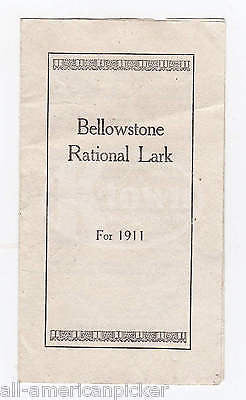 Bellowstone
Rational Lark
For 1911
all-americanpicker